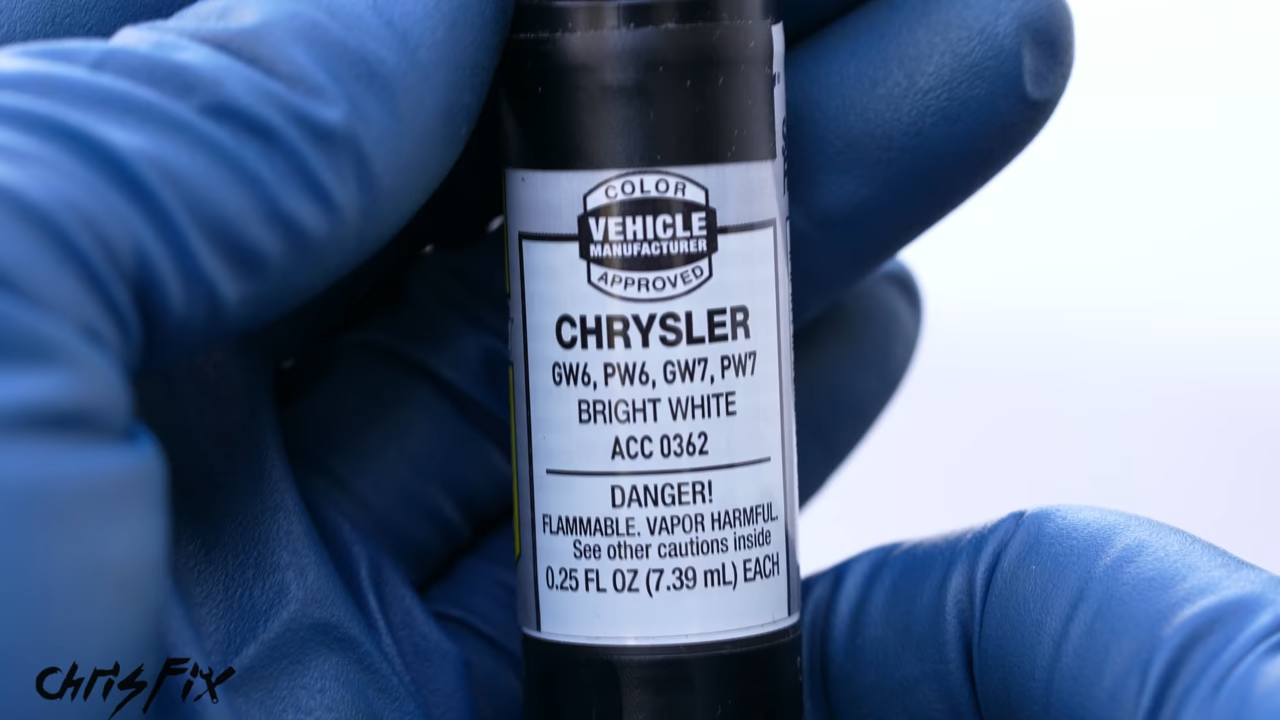 COLOR
VEHICLE
MANUFACTURER
APPROVED
CHRYSLER
GW6, PW6, GW7, PW7
BRIGHT WHITE
ACC 0362
DANGER!
FLAMMABLE. VAPOR HARMFUL.
See other cautions inside
0.25 FL OZ (7.39 mL) EACH
ChrisFix